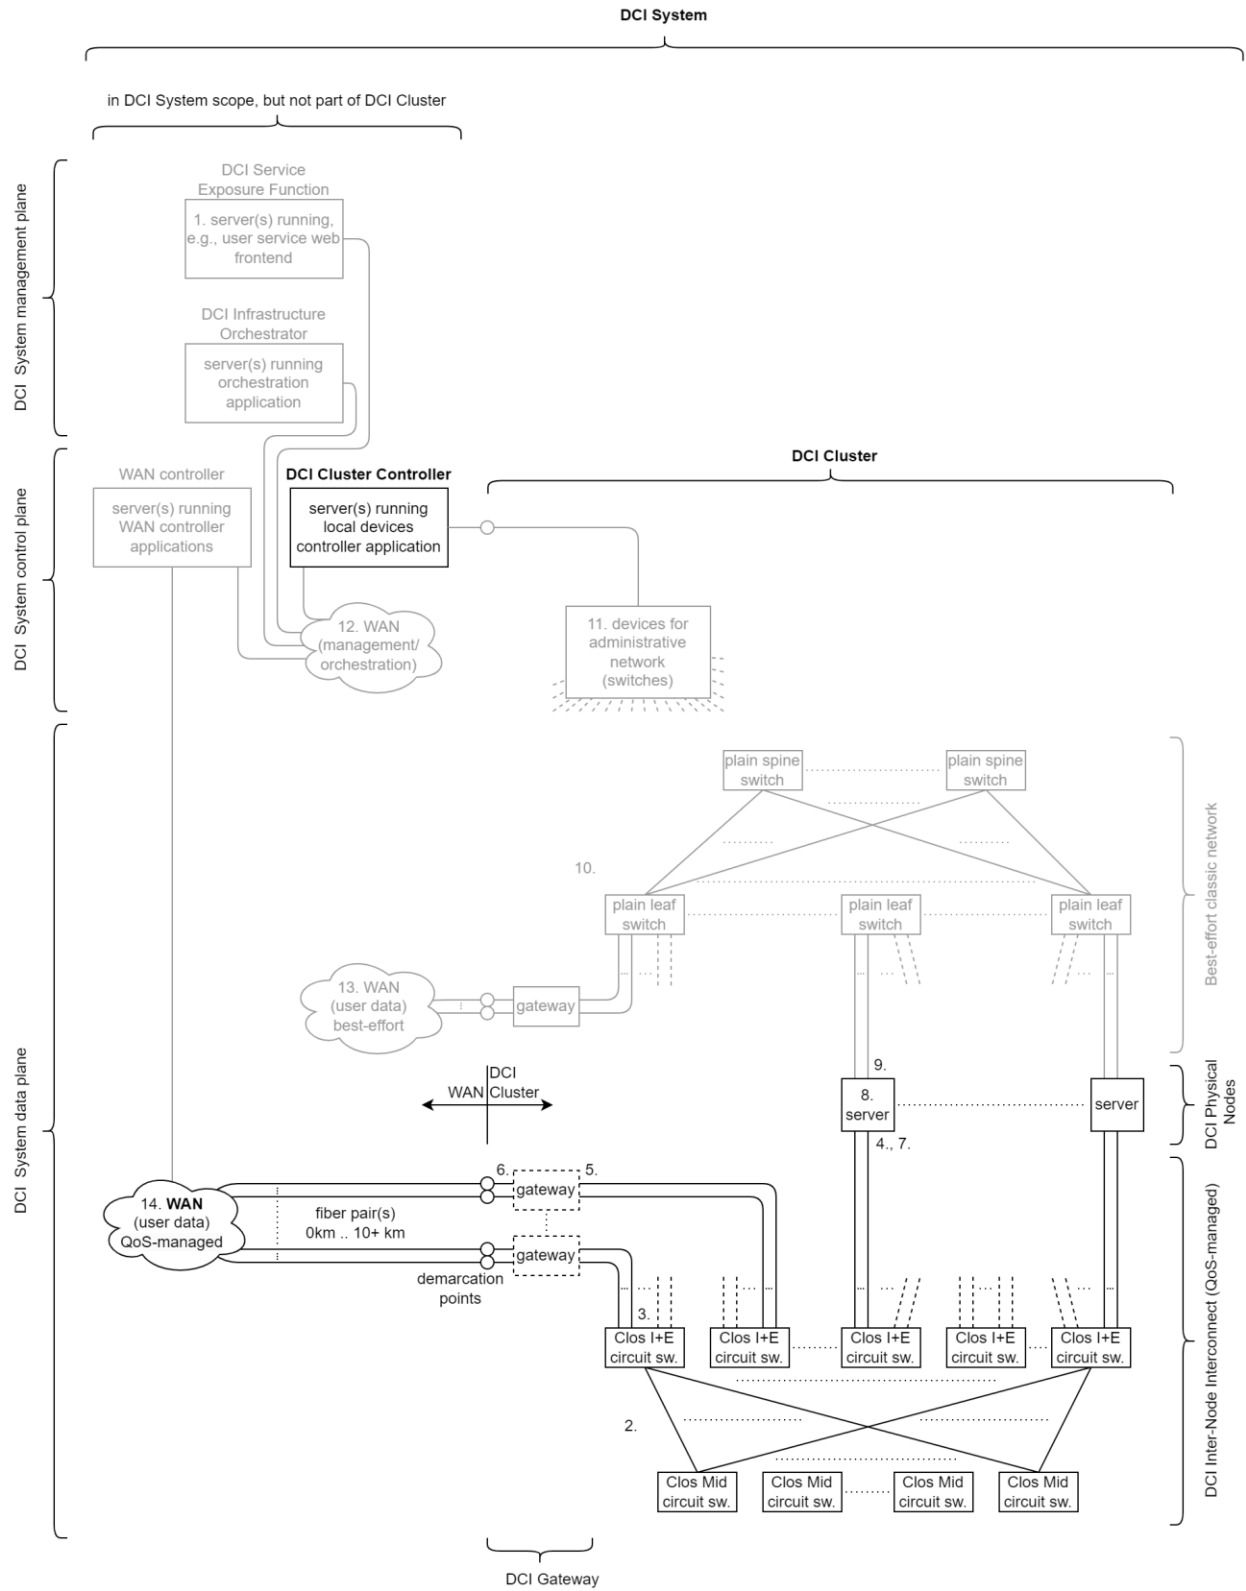 DCI System
in DCI System scope, but not part of DCI Cluster
DCI System management plane
DCI Service
Exposure Function
1. server(s) running,
e.g., user service web
frontend
DCI Infrastructure
Orchestrator
server(s) running
orchestration
application
DCI System control plane
WAN controller
server(s) running
WAN controller
applications
DCI Cluster Controller
server(s) running
local devices
controller application
DCI Cluster
12. WAN
(management/
orchestration)
11. devices for
administrative
network
(switches)
DCI System data plane
plain spine
switch
plain spine
switch
10.
plain leaf
switch
plain leaf
switch
plain leaf
switch
Best-effort classic network
13. WAN
(user data)
best-effort
gateway
WAN
DCI
Cluster
9.
8.
server
4., 7.
server
DCI Physical
Nodes
14. WAN
(user data)
QoS-managed
fiber pair(s)
0km .. 10+ km
6.
gateway
5.
gateway
demarcation
points
3.
Clos I+E
circuit sw.
Clos I+E
circuit sw.
Clos I+E
circuit sw.
Clos I+E
circuit sw.
Clos I+E
circuit sw.
2.
Clos Mid
circuit sw.
Clos Mid
circuit sw.
Clos Mid
circuit sw.
Clos Mid
circuit sw.
DCI Inter-Node Interconnect (QoS-managed)
DCI Gateway